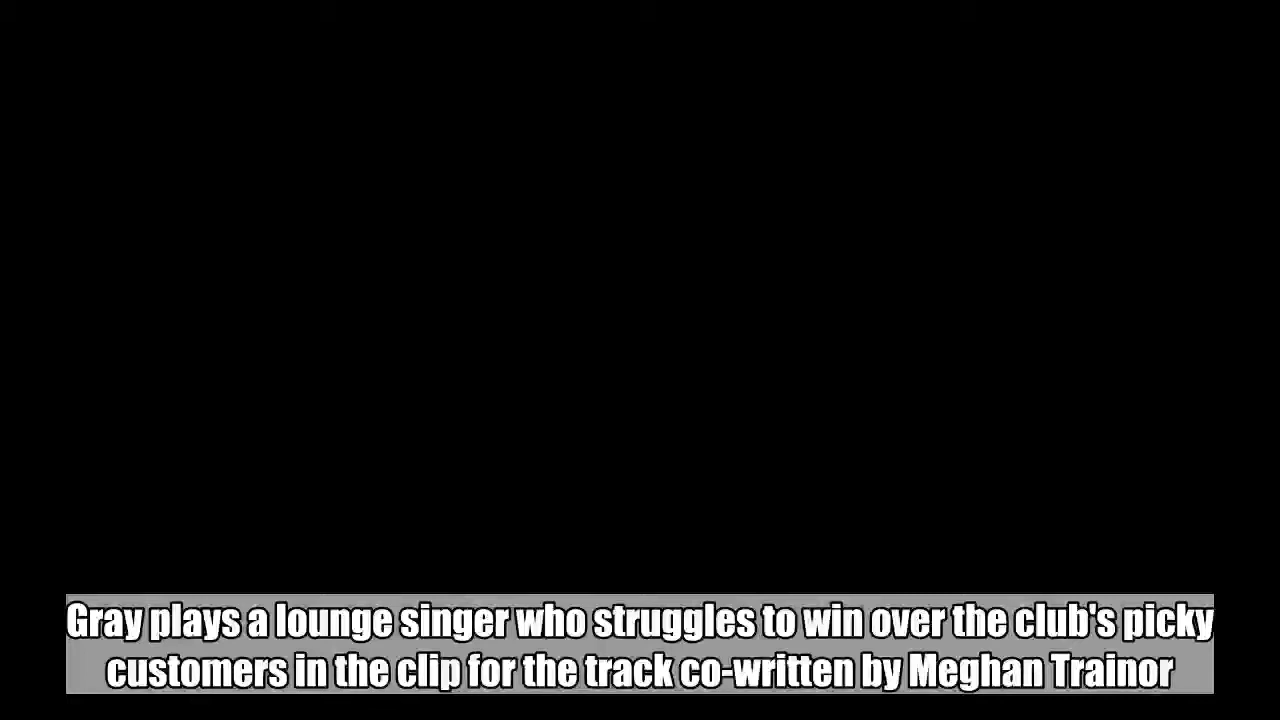 Gray plays a lounge singer who struggles to win over the club's picky
customers in the clip for the track co-written by Meghan Trainor